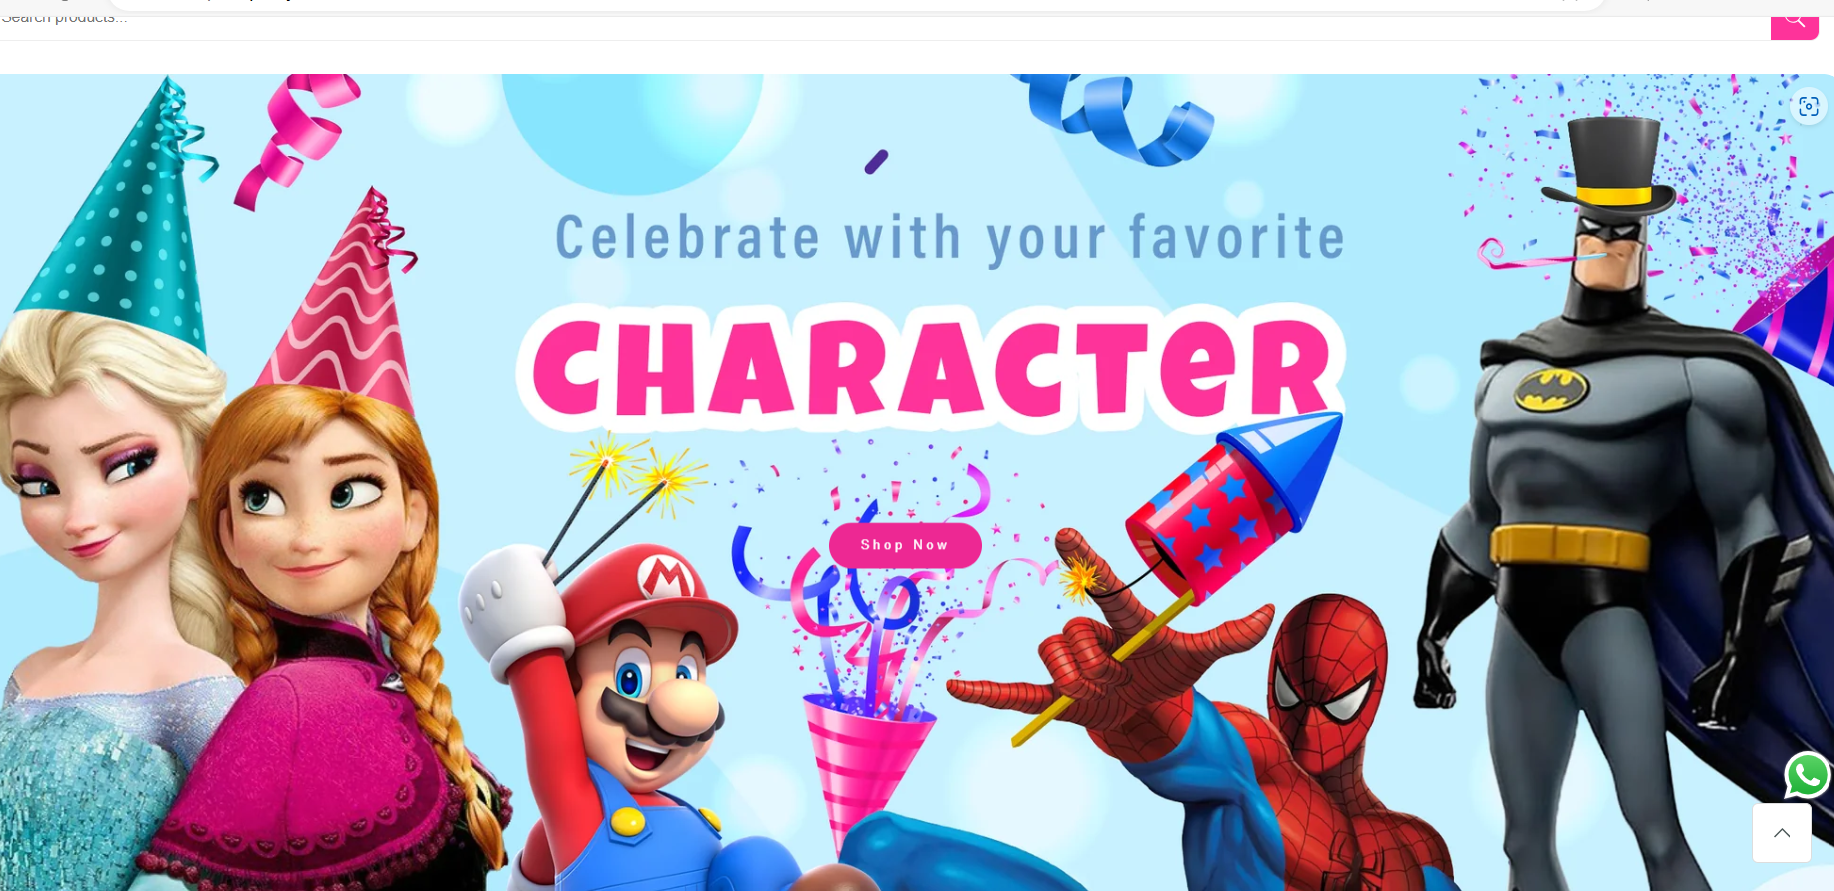 Search products...
Celebrate with your favorite
CHARACTeR
Shop Now
M